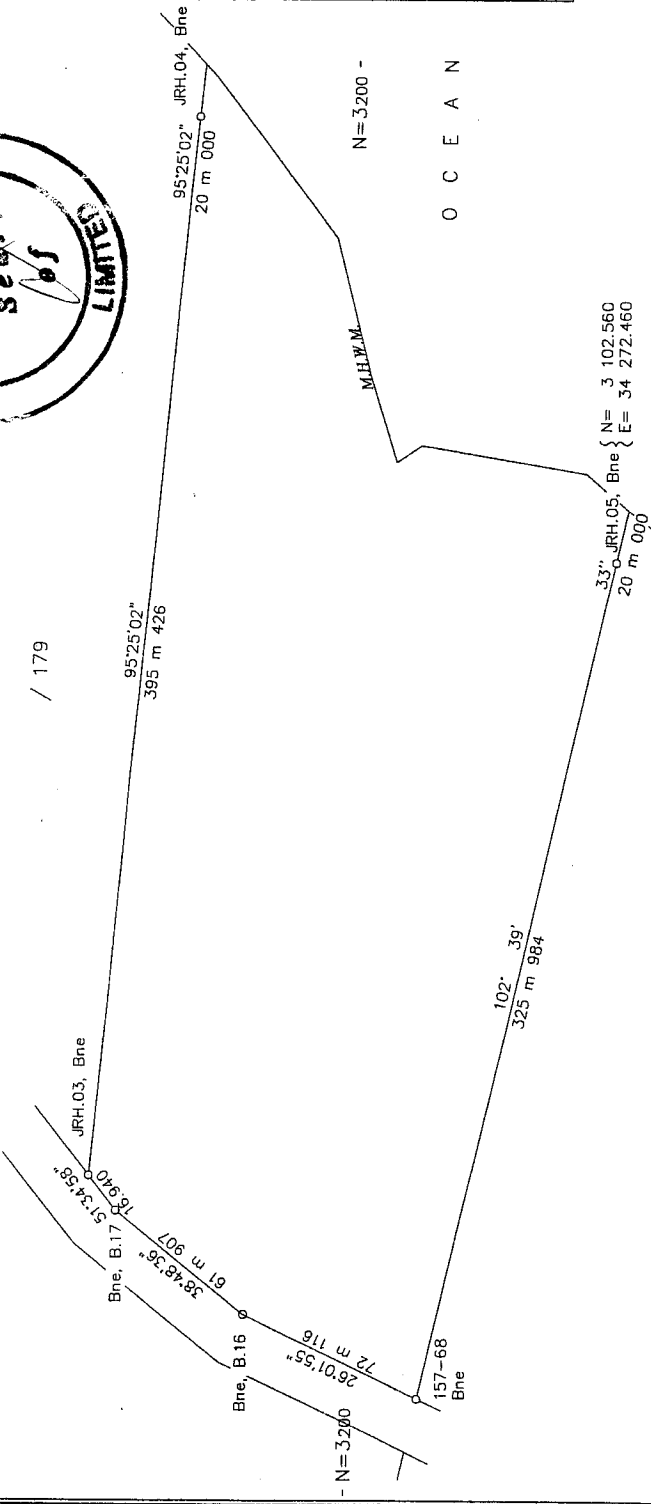 of
LIMITED
/ 179
JRH.04, Bne
95°25'02"
20 m 000
N=3200 -
O C E A N
M.H.W.M.
95°25'02"
395 m 426
JRH.03, Bne
51°34'58"
16.940
Bne, B.17
38°48'36"
61 m 907
Bne, B.16
26°01'55"
72 m 116
- N=3200
157-68
Bne
102° 39' 33"
325 m 984
JRH.05, Bne { N= 3 102.560
{ E= 34 272.460
20 m 000